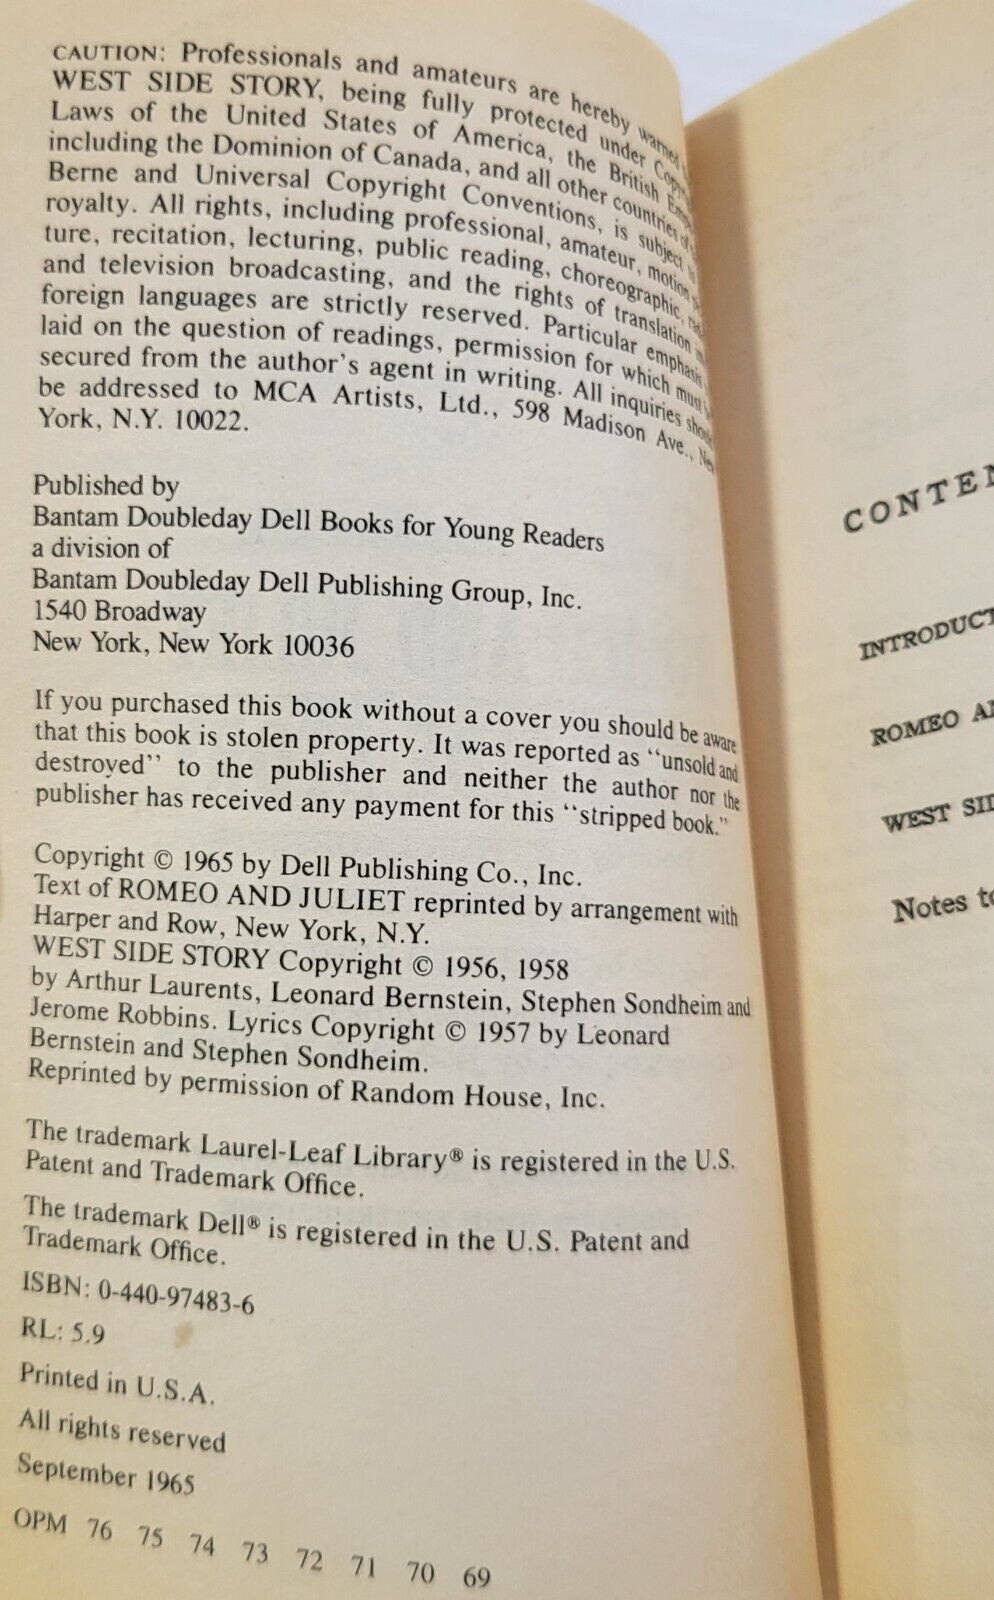 CAUTION: Professionals and amateurs are hereby warned
WEST SIDE STORY, being fully protected under
Laws of the United States of America, the British
including the Dominion of Canada, and all other countries of
Berne and Universal Copyright Conventions, is subject
royalty. All rights, including professional, amateur, motion
ture, recitation, lecturing, public reading, choreographic,
and television broadcasting, and the rights of translation
foreign languages are strictly reserved. Particular emphasis
laid on the question of readings, permission for which must
secured from the author's agent in writing. All inquiries
be addressed to MCA Artists, Ltd., 598 Madison Ave.,
York, N.Y. 10022.
Published by
Bantam Doubleday Dell Books for Young Readers
a division of
Bantam Doubleday Dell Publishing Group, Inc.
1540 Broadway
New York, New York 10036
If you purchased this book without a cover you should be aware
that this book is stolen property. It was reported as "unsold and
destroyed" to the publisher and neither the author nor the
publisher has received any payment for this "stripped book."
Copyright © 1965 by Dell Publishing Co., Inc.
Text of ROMEO AND JULIET reprinted by arrangement with
Harper and Row, New York, N.Y.
WEST SIDE STORY Copyright © 1956, 1958
by Arthur Laurents, Leonard Bernstein, Stephen Sondheim and
Jerome Robbins. Lyrics Copyright © 1957 by Leonard
Bernstein and Stephen Sondheim.
Reprinted by permission of Random House, Inc.
The trademark Laurel-Leaf Library® is registered in the U.S.
Patent and Trademark Office.
The trademark Dell® is registered in the U.S. Patent and
Trademark Office.
ISBN: 0-440-97483-6
RL: 5.9
Printed in U.S.A.
All rights reserved
September 1965
OPM 76 75 74 73 72 71 70 69
CONTEN
INTRODUCT
ROMEO AN
WEST SID
Notes to